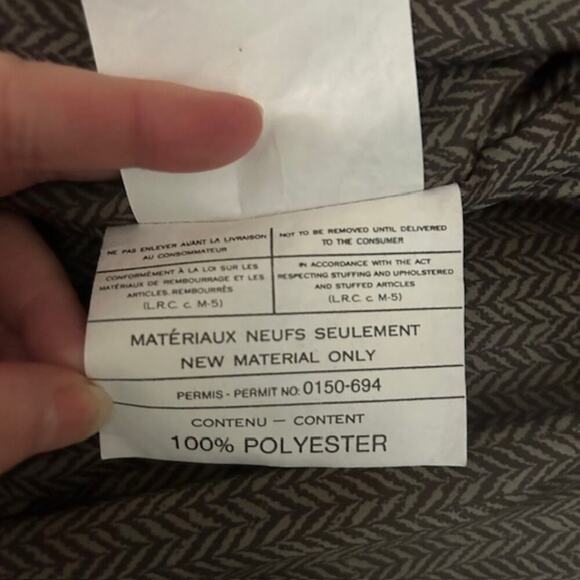 NE PAS ENLEVER AVANT LA LIVRAISON
AU CONSOMMATEUR
NOT TO BE REMOVED UNTIL DELIVERED
TO THE CONSUMER
CONFORMÉMENT À LA LOI SUR LES
MATÉRIAUX DE REMBOURRAGE ET LES
ARTICLES REMBOURRÉS
(L.R.C. c. M-5)
IN ACCORDANCE WITH THE ACT
RESPECTING STUFFING AND UPHOLSTERED
AND STUFFED ARTICLES
(L.R.C. c. M-5)
MATÉRIAUX NEUFS SEULEMENT
NEW MATERIAL ONLY
PERMIS - PERMIT NO: 0150-694
CONTENU — CONTENT
100% POLYESTER